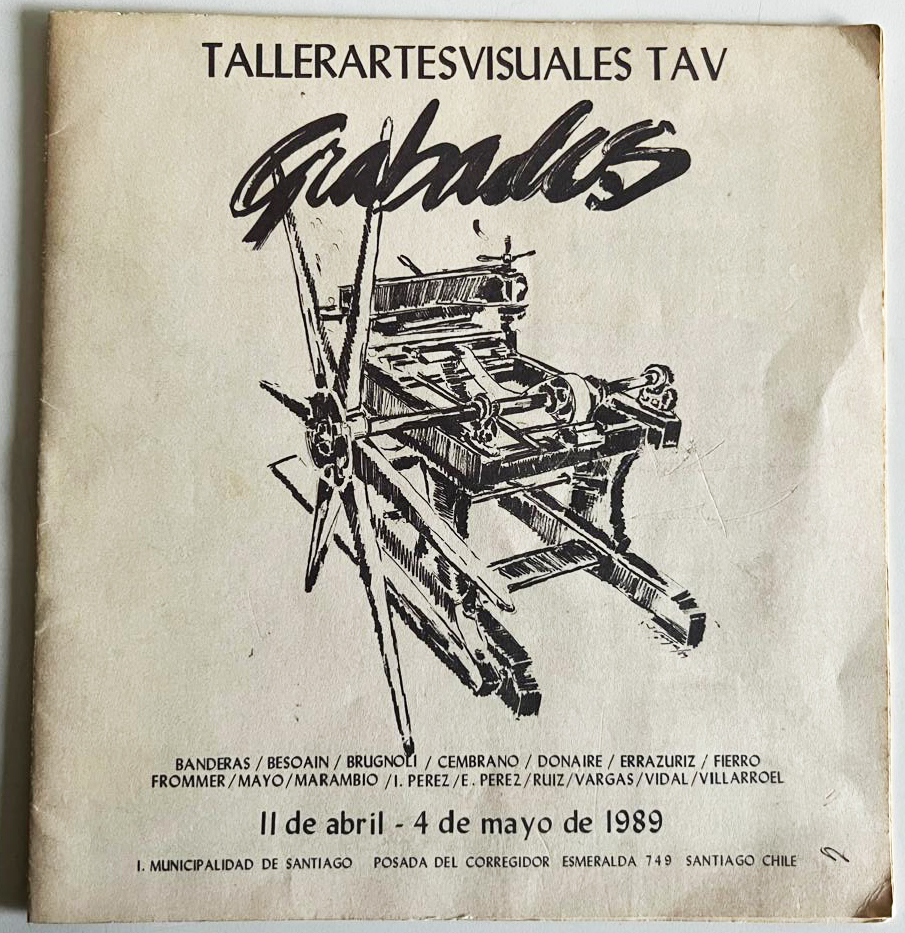 TALLERARTESVISUALES TAV
Grabados
BANDERAS / BESOAIN / BRUGNOLI / CEMBRANO / DONAIRE / ERRAZURIZ / FIERRO
FROMMER/MAYO/MARAMBIO /I. PEREZ/E. PEREZ/RUIZ/VARGAS/VIDAL/VILLARROEL
11 de abril - 4 de mayo de 1989
I. MUNICIPALIDAD DE SANTIAGO POSADA DEL CORREGIDOR ESMERALDA 749 SANTIAGO CHILE